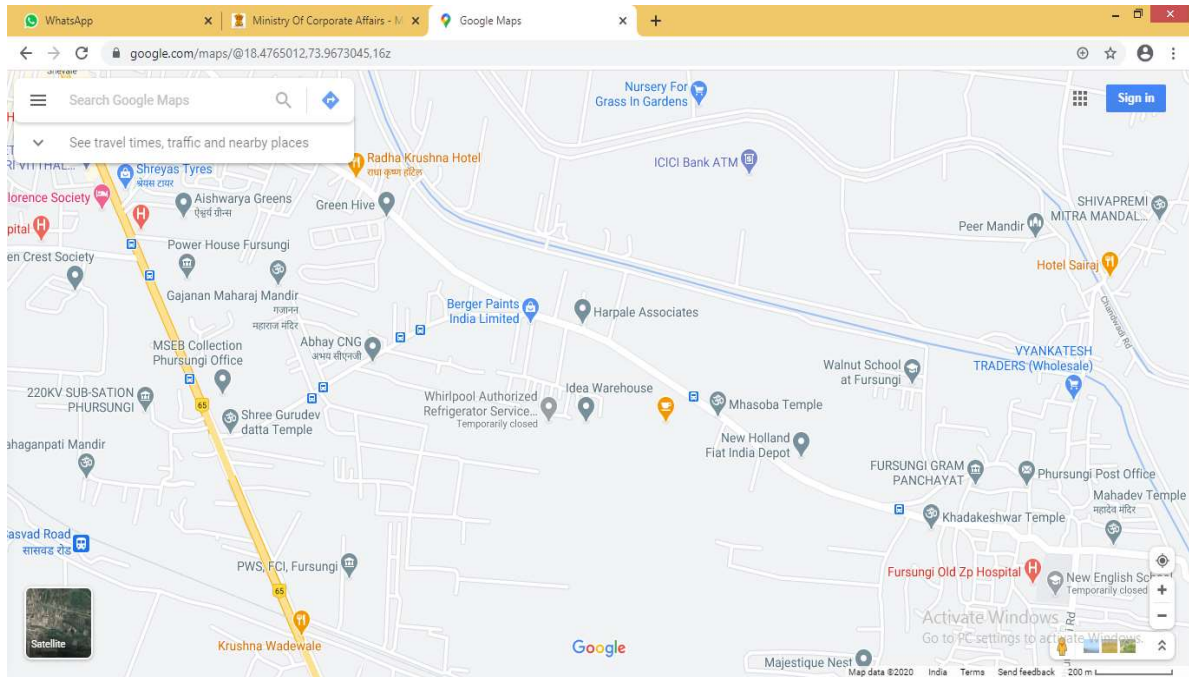 WhatsApp
Ministry Of Corporate Affairs - M
Google Maps
google.com/maps/@18.4765012,73.9673045,16z
Search Google Maps
See travel times, traffic and nearby places
Sign in
Nursery For
Grass In Gardens
Radha Krushna Hotel
राधा कृष्ण हॉटेल
ICICI Bank ATM
Shreyas Tyres
श्रेयस टायर
lorence Society
Aishwarya Greens
ऐश्वर्य ग्रीन्स
Green Hive
SHIVAPREMI
MITRA MANDAL...
pital
Peer Mandir
Power House Fursungi
en Crest Society
Hotel Sairaj
Gajanan Maharaj Mandir
गजानन
महाराज मंदिर
Chandwadi Rd
Berger Paints
India Limited
Harpale Associates
MSEB Collection
Phursungi Office
Abhay CNG
अभय सीएनजी
VYANKATESH
TRADERS (Wholesale)
Walnut School
at Fursungi
220KV SUB-SATION
PHURSUNGI
65
Whirlpool Authorized
Refrigerator Service...
Temporarily closed
Idea Warehouse
Mhasoba Temple
Shree Gurudev
datta Temple
New Holland
Fiat India Depot
ahaganpati Mandir
FURSUNGI GRAM
PANCHAYAT
Phursungi Post Office
Mahadev Temple
महादेव मंदिर
Khadakeshwar Temple
asvad Road
सासवड रोड
PWS, FCI, Fursungi
65
Fursungi Old Zp Hospital
New English School
Temporarily closed
Krushna Wadewale
Satellite
Google
Activate Windows
Go to PC settings to activate Windows.
Rd
Majestique Nest
Map data ©2020 India Terms Send feedback 200 m